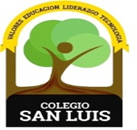 VALORES EDUCACION LIDERAZGO TECNOLOGIA
COLEGIO
SAN LUIS